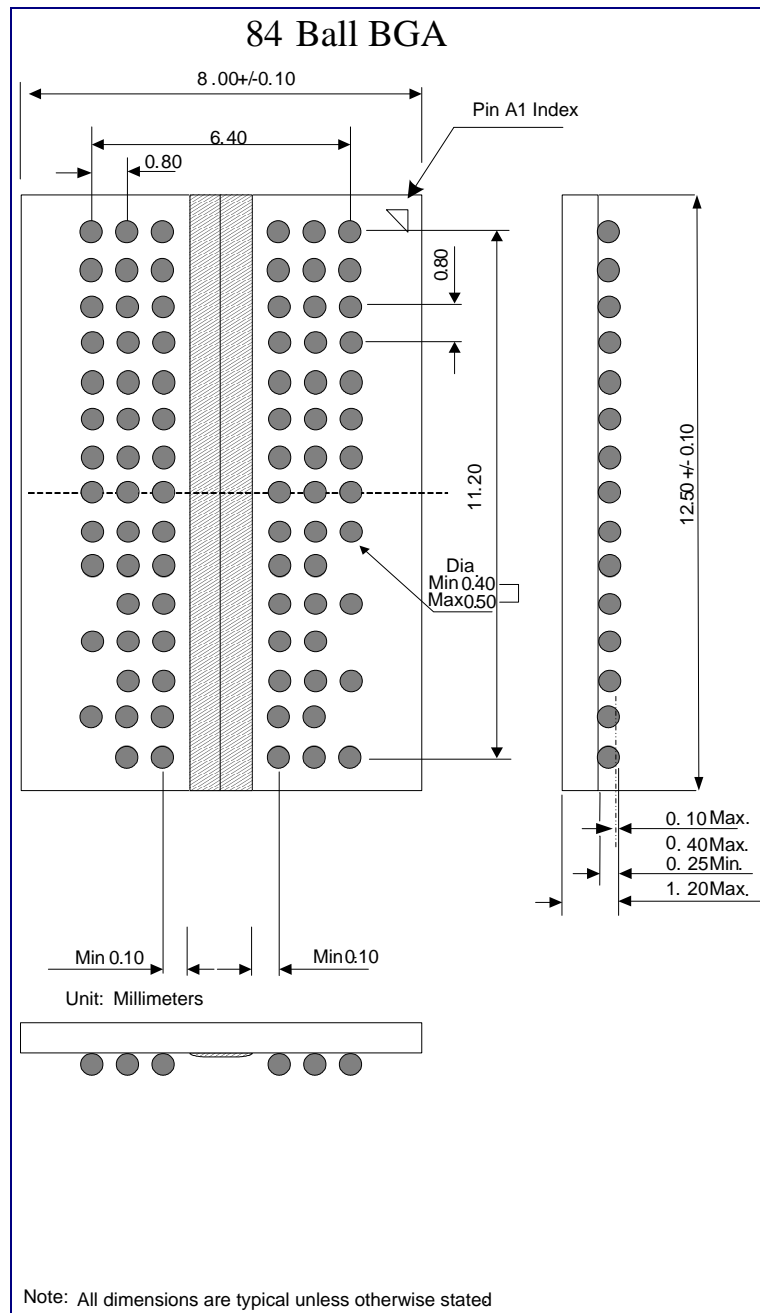 84 Ball BGA
8.00+/-0.10
Pin A1 Index
6.40
0.80
0.80
11.20
12.50 +/- 0.10
Dia.
Min 0.40
Max 0.50
0. 10 Max.
0. 40 Max.
0. 25 Min.
1. 20 Max.
Min 0.10
Min 0.10
Unit: Millimeters
Note: All dimensions are typical unless otherwise stated